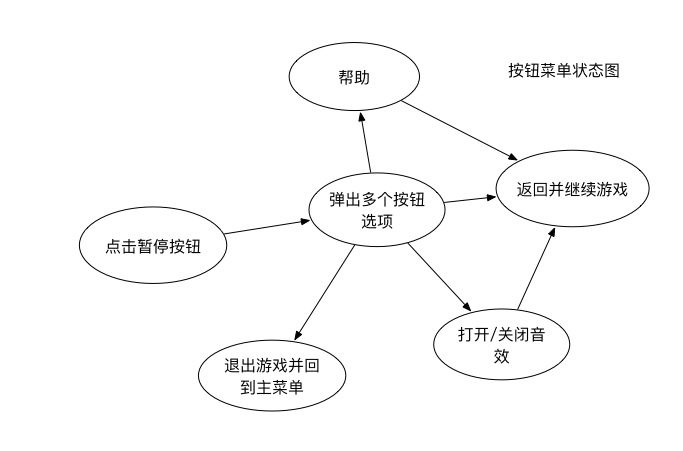 按钮菜单状态图
帮助
返回并继续游戏
弹出多个按钮
选项
点击暂停按钮
打开/关闭音
效
退出游戏并回
到主菜单